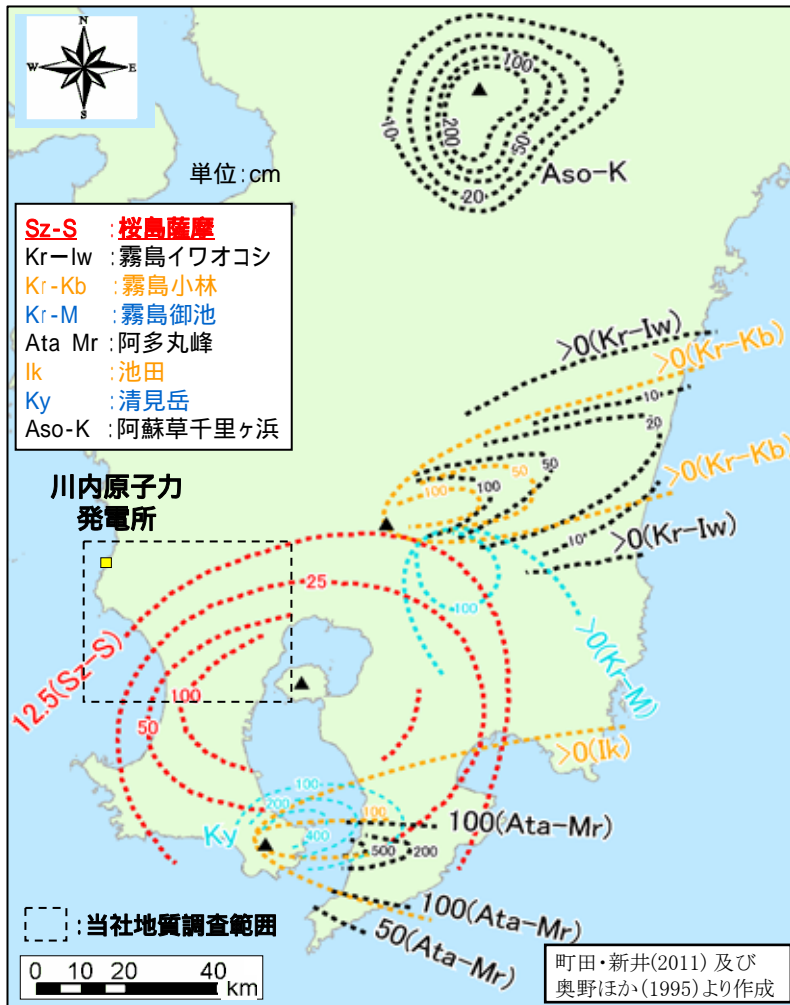 N
W E
S
単位:cm
Sz-S :桜島薩摩
Kr-Iw :霧島イワオコシ
Kr-Kb :霧島小林
Kr-M :霧島御池
Ata Mr :阿多丸峰
Ik :池田
Ky :清見岳
Aso-K :阿蘇草千里ヶ浜
100
200
10
50
20
Aso-K
>0(Kr-Iw)
>0(Kr-Kb)
10
20
50
50
100
100
>0(Kr-Kb)
10
>0(Kr-Iw)
川内原子力
発電所
25
100
12.5(Sz-S)
100
50
>0(Kr-M)
>0(Ik)
100
200
100
400
Ky
100(Ata-Mr)
500
200
100(Ata-Mr)
50(Ata-Mr)
:当社地質調査範囲
0 10 20 40
km
町田・新井(2011) 及び
奥野ほか(1995)より作成